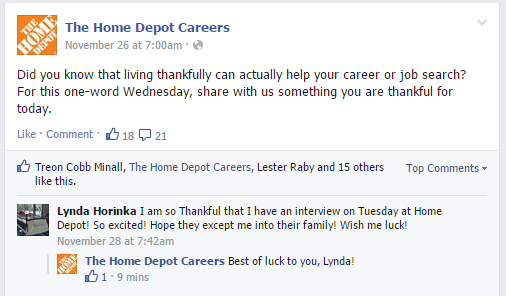 THE HOME DEPOT
The Home Depot Careers
November 26 at 7:00am ·
Did you know that living thankfully can actually help your career or job search?
For this one-word Wednesday, share with us something you are thankful for
today.
Like · Comment · 18 21
Treon Cobb Minall, The Home Depot Careers, Lester Raby and 15 others
like this.
Top Comments
Lynda Horinka I am so Thankful that I have an interview on Tuesday at Home
Depot! So excited! Hope they except me into their family! Wish me luck!
November 28 at 7:42am
THE HOME DEPOT
The Home Depot Careers Best of luck to you, Lynda!
1 · 9 mins